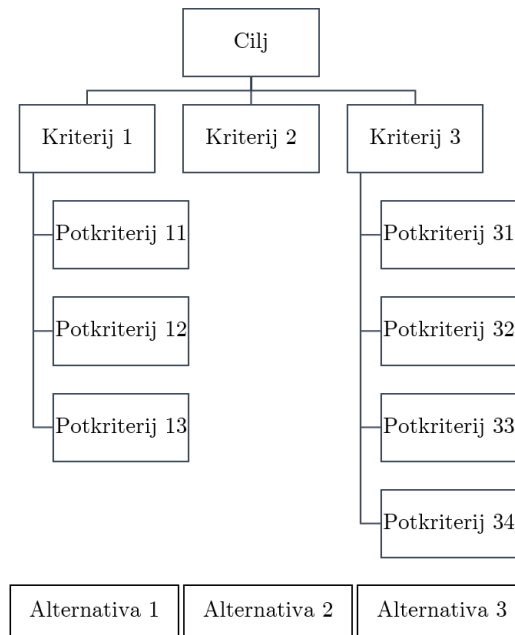 Cilj
Kriterij 1
Kriterij 2
Kriterij 3
Potkriterij 11
Potkriterij 12
Potkriterij 13
Potkriterij 31
Potkriterij 32
Potkriterij 33
Potkriterij 34
Alternativa 1
Alternativa 2
Alternativa 3